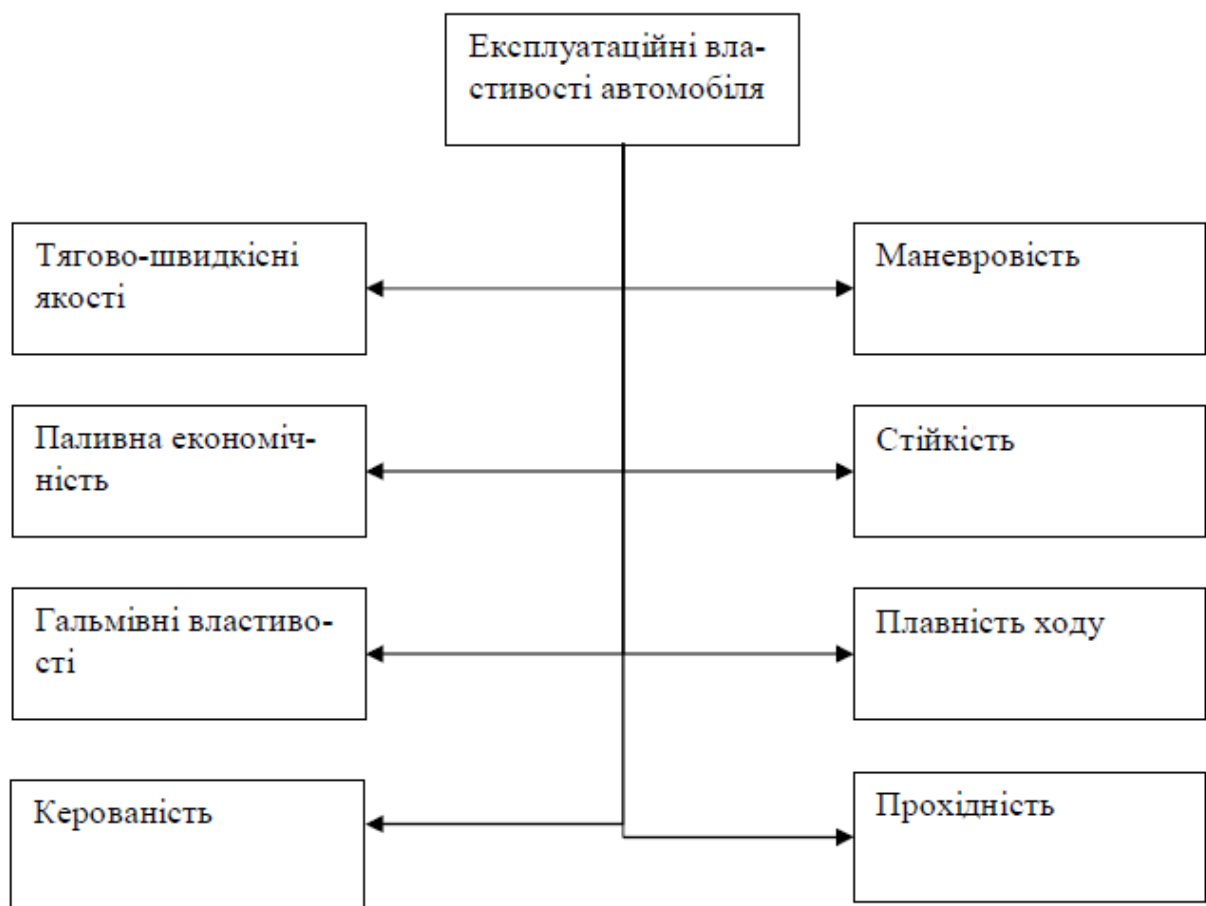 Експлуатаційні вла-
стивості автомобіля
Тягово-швидкісні
якості
Маневровість
Паливна економіч-
ність
Стійкість
Гальмівні властиво-
сті
Плавність ходу
Керованість
Прохідність